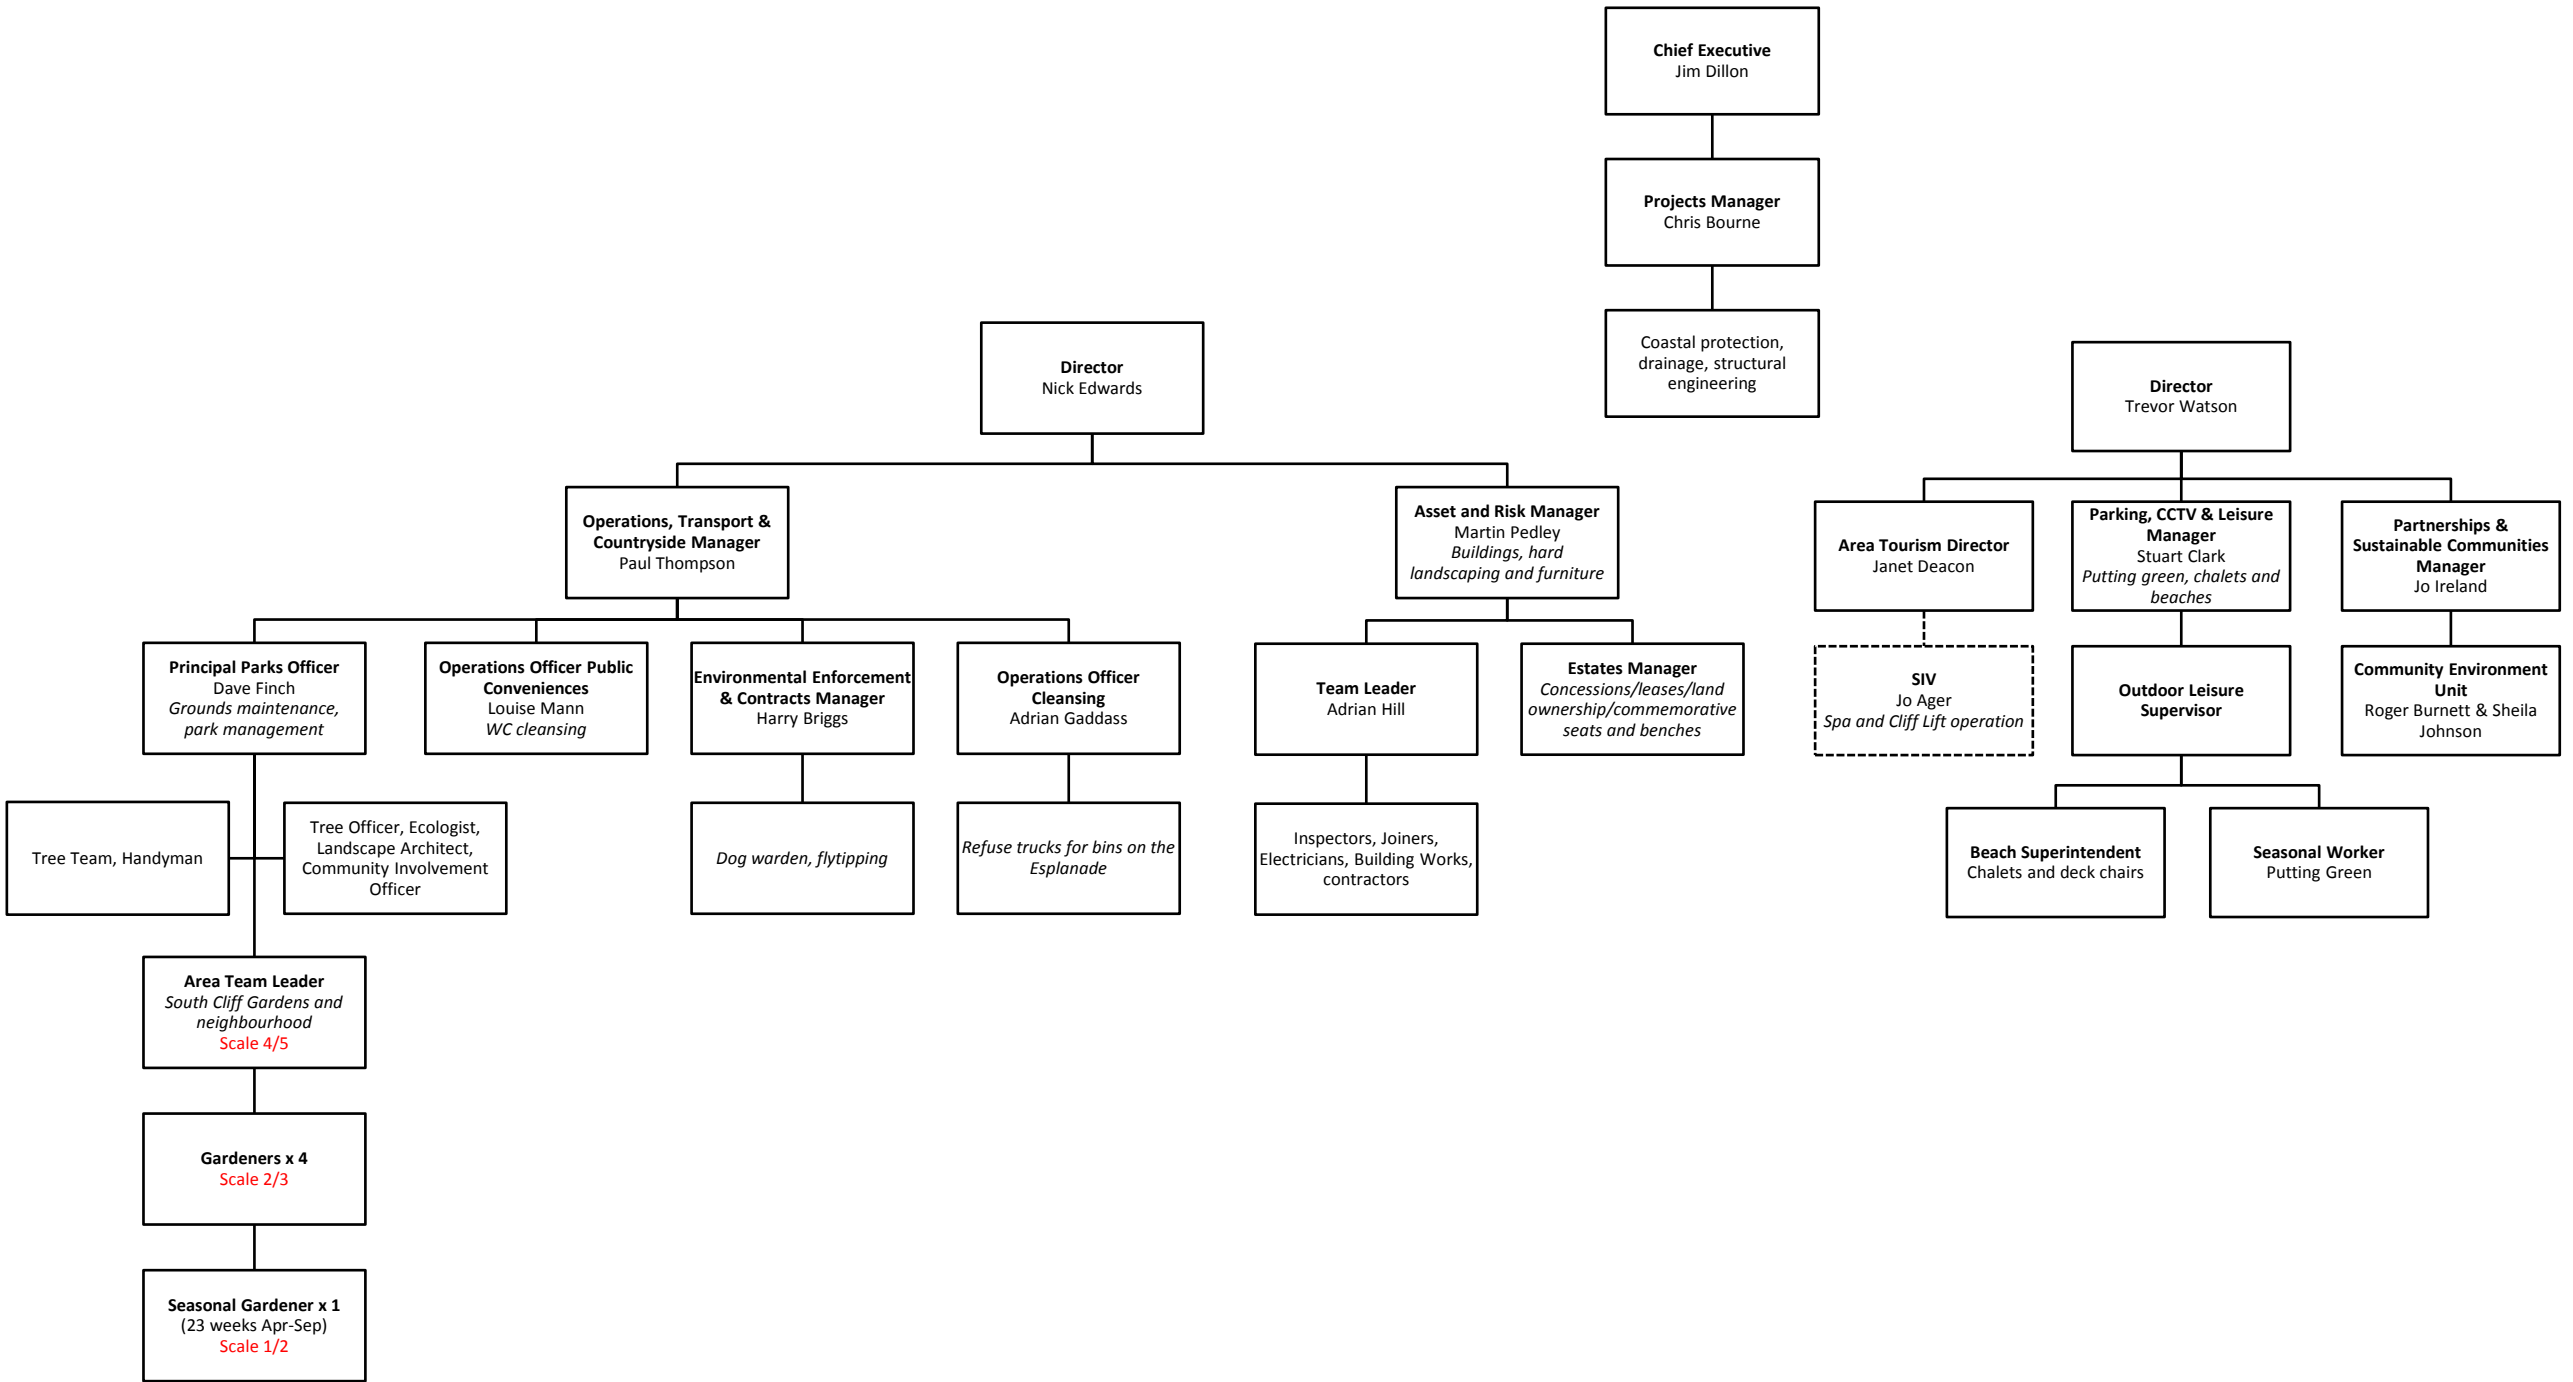 Chief Executive
Jim Dillon
Projects Manager
Chris Bourne
Coastal protection,
drainage, structural
engineering
Director
Nick Edwards
Director
Trevor Watson
Operations, Transport &
Countryside Manager
Paul Thompson
Asset and Risk Manager
Martin Pedley
Buildings, hard
landscaping and furniture
Area Tourism Director
Janet Deacon
Parking, CCTV & Leisure
Manager
Stuart Clark
Putting green, chalets and
beaches
Partnerships &
Sustainable Communities
Manager
Jo Ireland
Principal Parks Officer
Dave Finch
Grounds maintenance,
park management
Operations Officer Public
Conveniences
Louise Mann
WC cleansing
Environmental Enforcement
& Contracts Manager
Harry Briggs
Operations Officer
Cleansing
Adrian Gaddass
Team Leader
Adrian Hill
Estates Manager
Concessions/leases/land
ownership/commemorative
seats and benches
SIV
Jo Ager
Spa and Cliff Lift operation
Outdoor Leisure
Supervisor
Community Environment
Unit
Roger Burnett & Sheila
Johnson
Tree Team, Handyman
Tree Officer, Ecologist,
Landscape Architect,
Community Involvement
Officer
Dog warden, flytipping
Refuse trucks for bins on the
Esplanade
Inspectors, Joiners,
Electricians, Building Works,
contractors
Beach Superintendent
Chalets and deck chairs
Seasonal Worker
Putting Green
Area Team Leader
South Cliff Gardens and
neighbourhood
Scale 4/5
Gardeners x 4
Scale 2/3
Seasonal Gardener x 1
(23 weeks Apr-Sep)
Scale 1/2